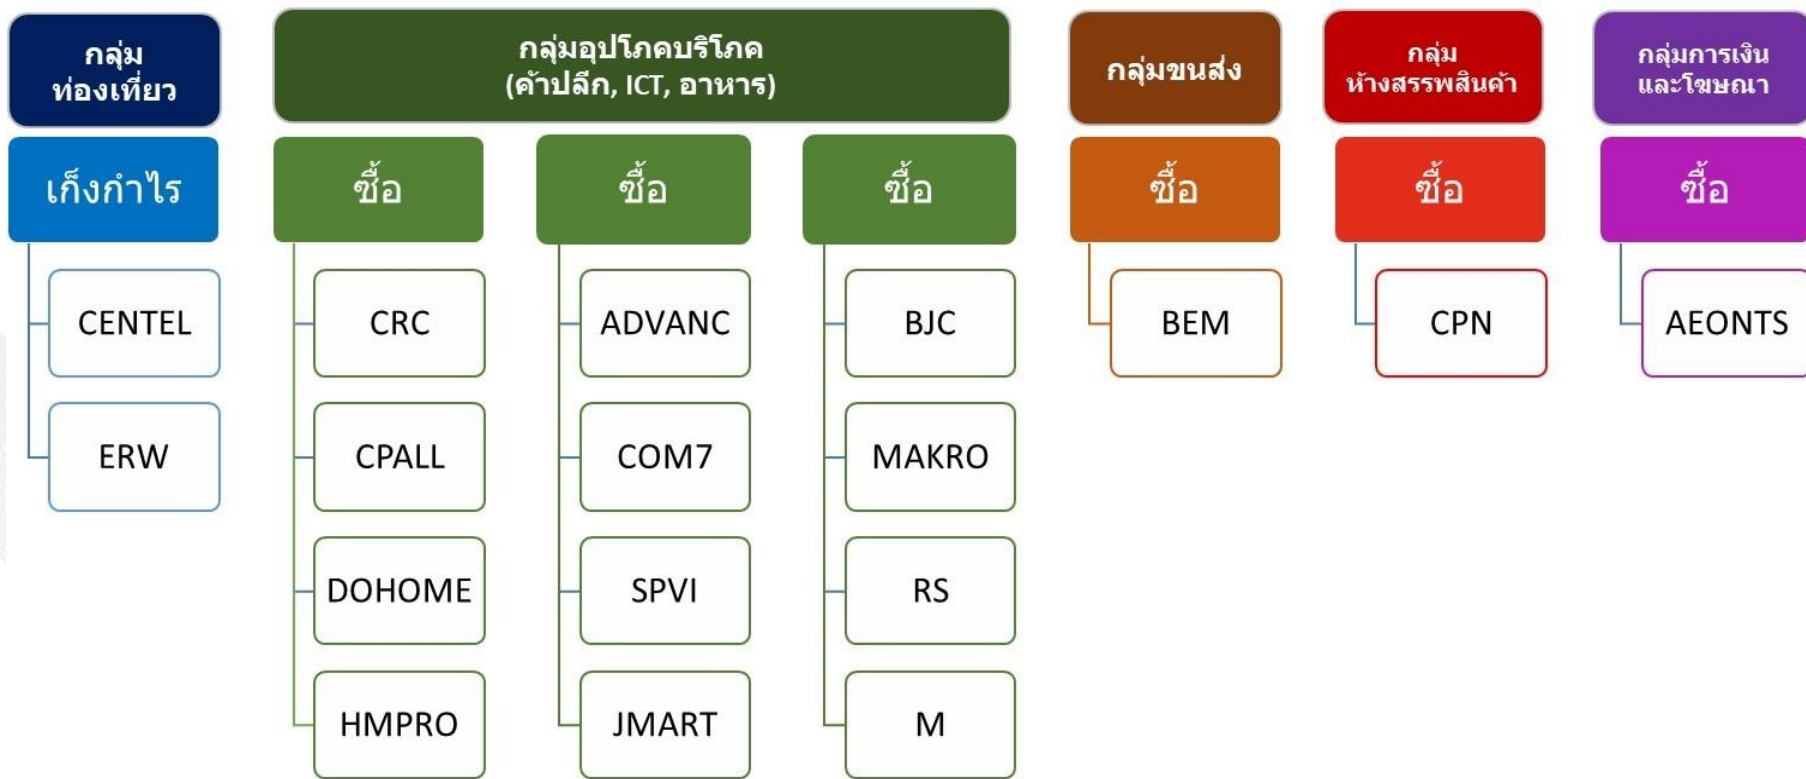 กลุ่ม
ท่องเที่ยว
กลุ่มอุปโภคบริโภค
(ค้าปลีก, ICT, อาหาร)
กลุ่มขนส่ง
กลุ่ม
ห้างสรรพสินค้า
กลุ่มการเงิน
และโฆษณา
เก็งกำไร
ซื้อ
ซื้อ
ซื้อ
ซื้อ
ซื้อ
ซื้อ
CENTEL
CRC
ADVANC
BJC
BEM
CPN
AEONTS
ERW
CPALL
COM7
MAKRO
DOHOME
SPVI
RS
HMPRO
JMART
M